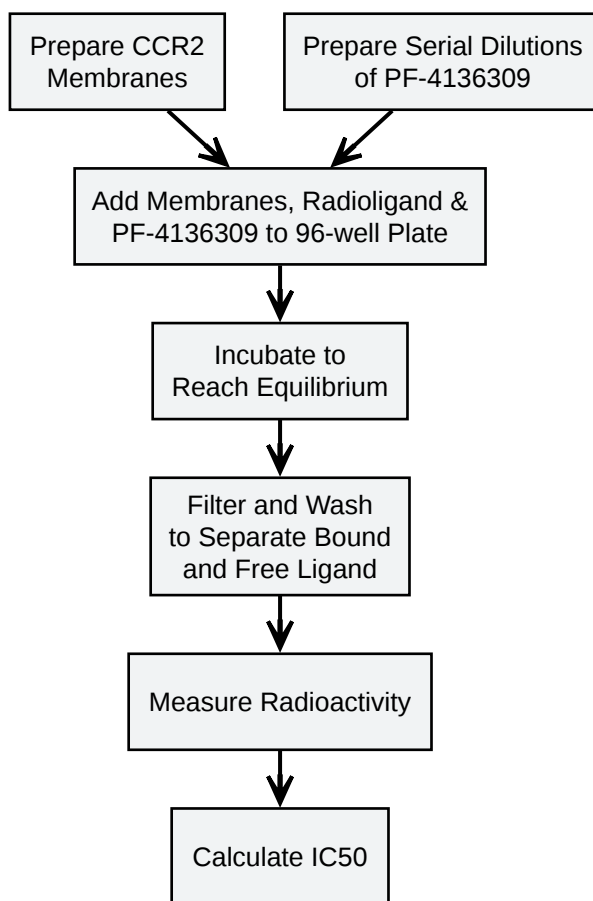 Prepare CCR2
Membranes
Prepare Serial Dilutions
of PF-4136309
Add Membranes, Radioligand &
PF-4136309 to 96-well Plate
Incubate to
Reach Equilibrium
Filter and Wash
to Separate Bound
and Free Ligand
Measure Radioactivity
Calculate IC50